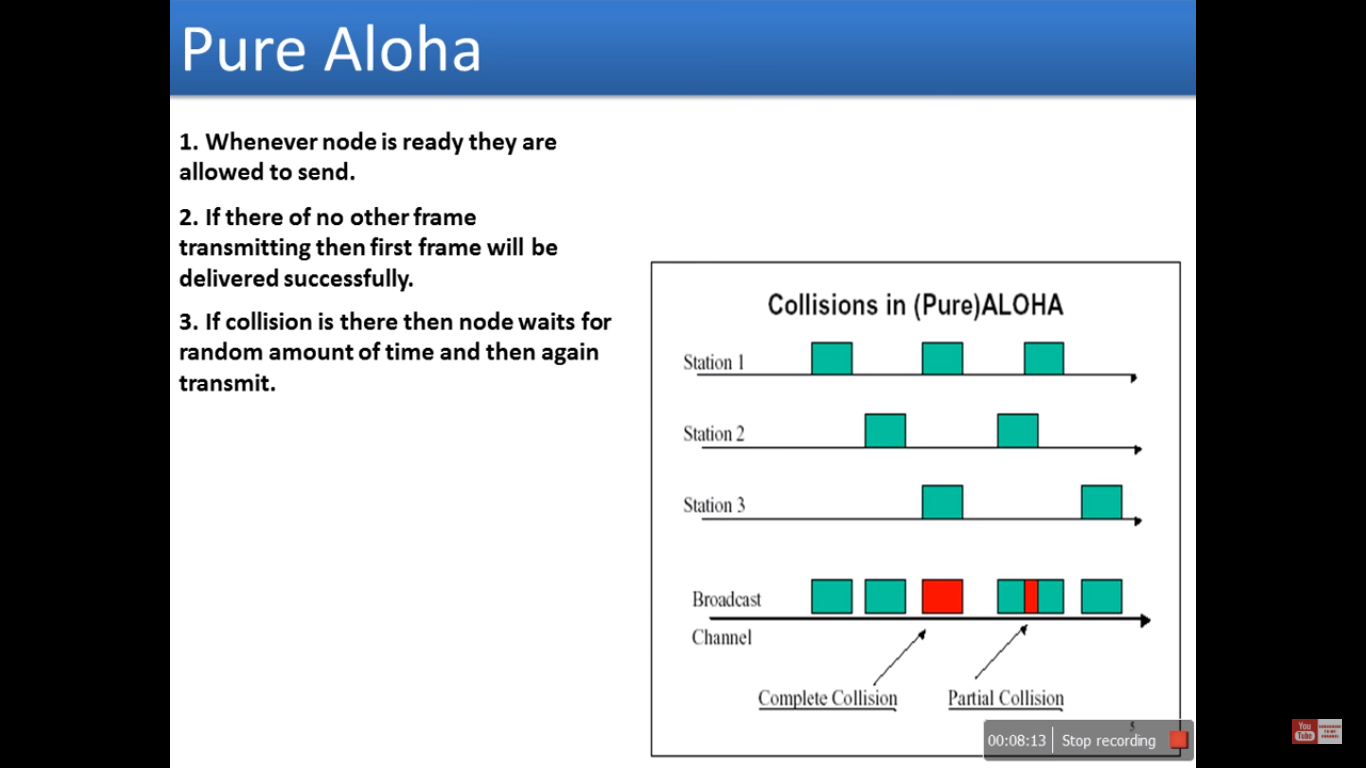 Pure Aloha
1. Whenever node is ready they are
allowed to send.
2. If there of no other frame
transmitting then first frame will be
delivered successfully.
3. If collision is there then node waits for
random amount of time and then again
transmit.
Collisions in (Pure)ALOHA
Station 1
Station 2
Station 3
Broadcast
Channel
Complete Collision
Partial Collision
5
00:08:13 Stop recording
You
Tube